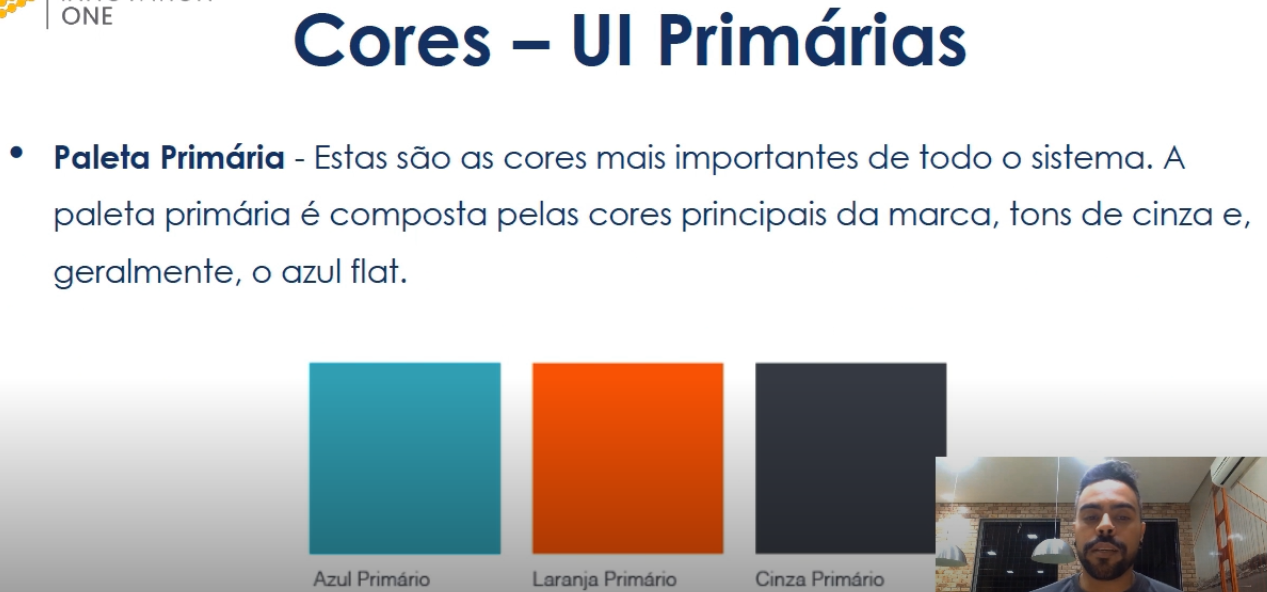 ONE
Cores – UI Primárias
• Paleta Primária - Estas são as cores mais importantes de todo o sistema. A
paleta primária é composta pelas cores principais da marca, tons de cinza e,
geralmente, o azul flat.
Azul Primário
Laranja Primário
Cinza Primário